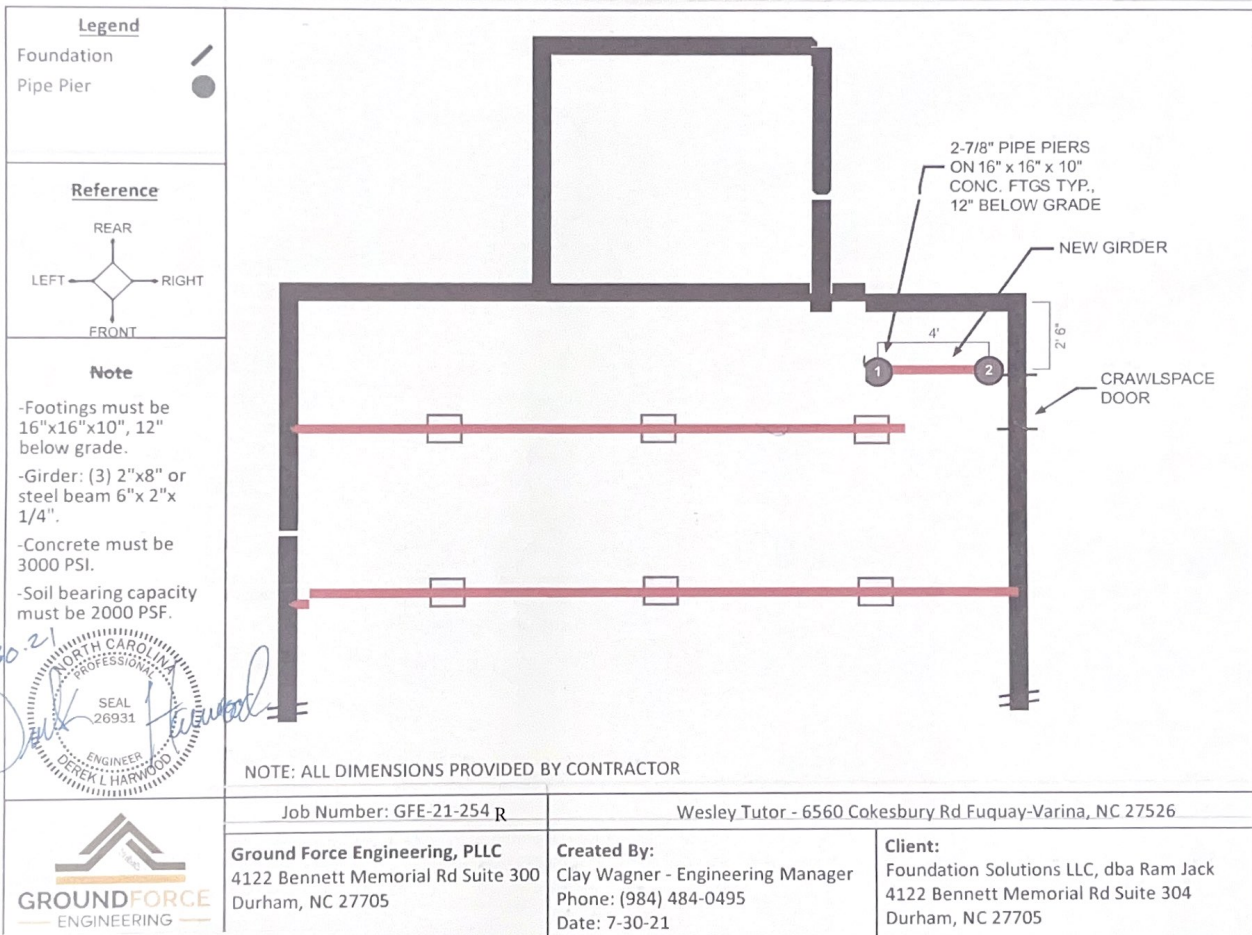 Legend
Foundation
Pipe Pier
Reference
REAR
LEFT
RIGHT
FRONT
Note
-Footings must be
16"x16"x10", 12"
below grade.
-Girder: (3) 2"x8" or
steel beam 6"x 2"x
1/4".
-Concrete must be
3000 PSI.
-Soil bearing capacity
must be 2000 PSF.
NORTH CAROLINA
PROFESSIONAL
SEAL
26931
ENGINEER
DEREK L HARWOOD
Derek Harwood
2-7/8" PIPE PIERS
ON 16" x 16" x 10"
CONC. FTGS TYP.,
12" BELOW GRADE
NEW GIRDER
4'
2' 6"
1
2
CRAWLSPACE
DOOR
NOTE: ALL DIMENSIONS PROVIDED BY CONTRACTOR
GROUNDFORCE
ENGINEERING
Job Number: GFE-21-254 R
Wesley Tutor - 6560 Cokesbury Rd Fuquay-Varina, NC 27526
Ground Force Engineering, PLLC
4122 Bennett Memorial Rd Suite 300
Durham, NC 27705
Created By:
Clay Wagner - Engineering Manager
Phone: (984) 484-0495
Date: 7-30-21
Client:
Foundation Solutions LLC, dba Ram Jack
4122 Bennett Memorial Rd Suite 304
Durham, NC 27705